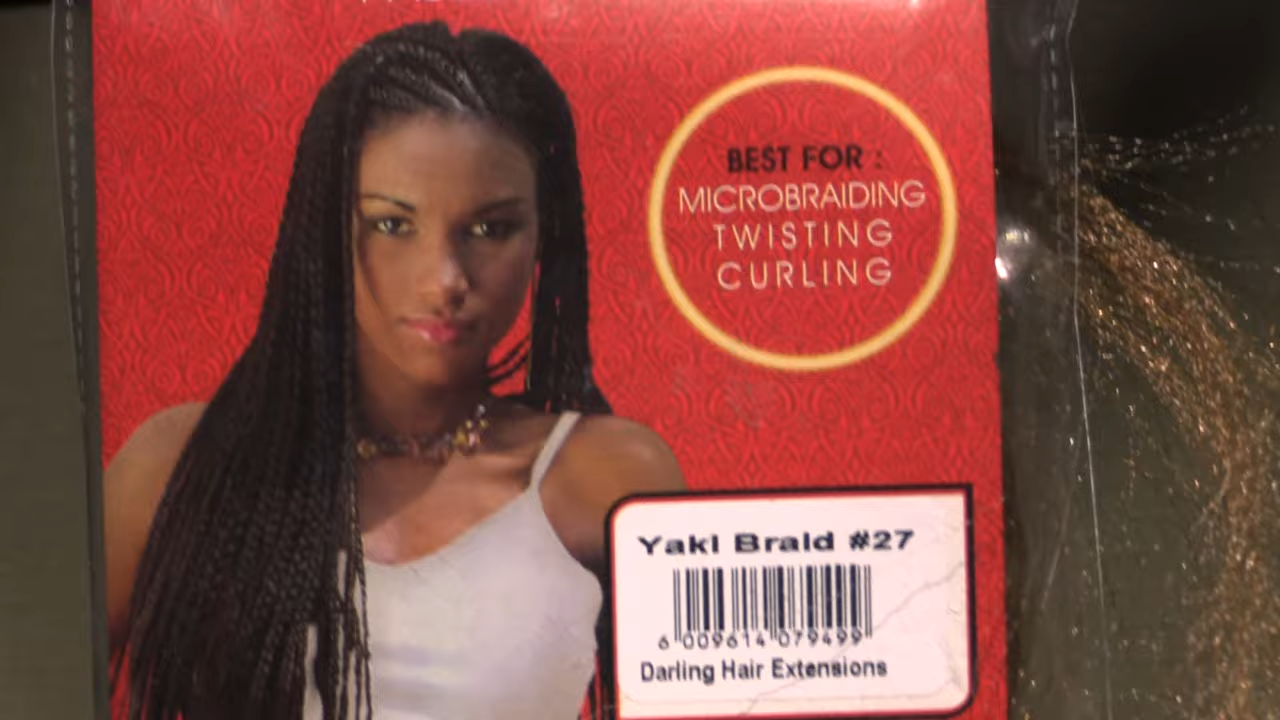 BEST FOR :
MICROBRAIDING
TWISTING
CURLING
Yaki Braid #27
6 009614 079499
Darling Hair Extensions